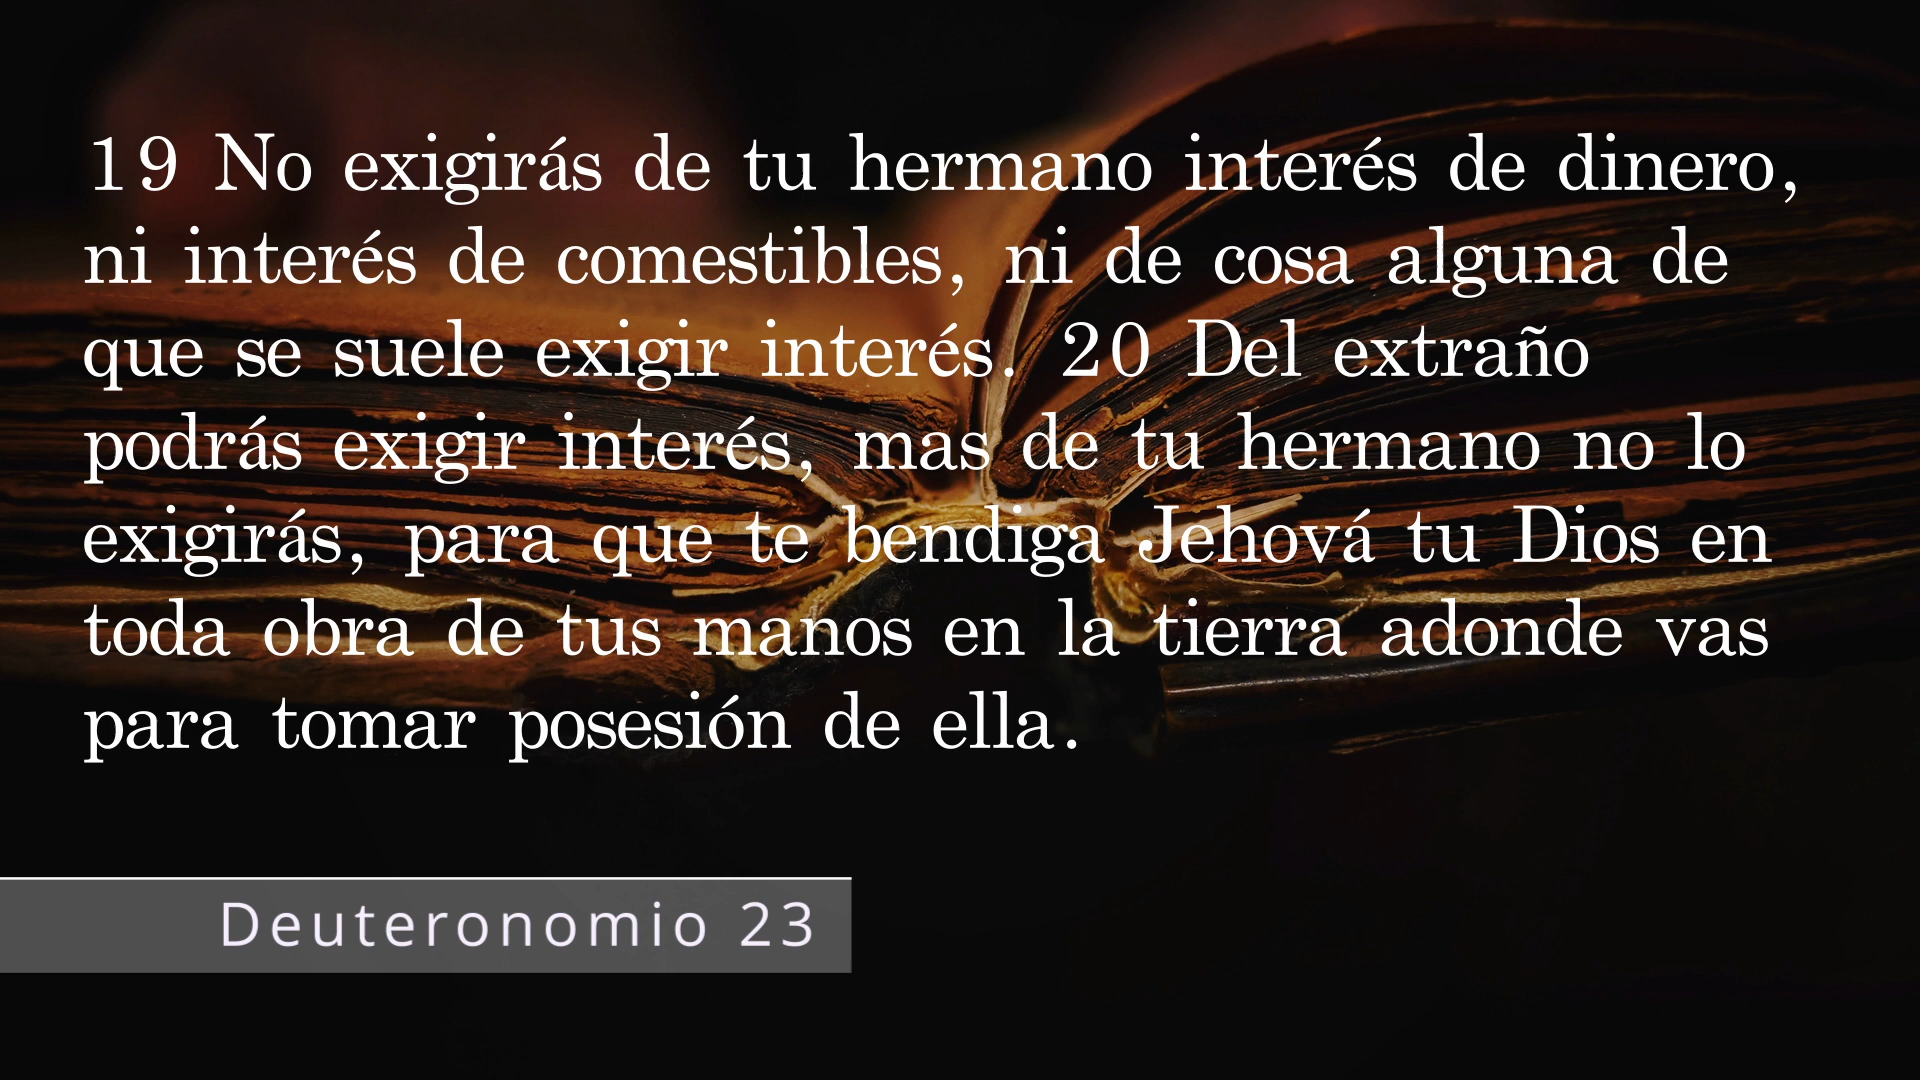 19 No exigirás de tu hermano interés de dinero,
ni interés de comestibles, ni de cosa alguna de
que se suele exigir interés. 20 Del extraño
podrás exigir interés, mas de tu hermano no lo
exigirás, para que te bendiga Jehová tu Dios en
toda obra de tus manos en la tierra adonde vas
para tomar posesión de ella.
Deuteronomio 23